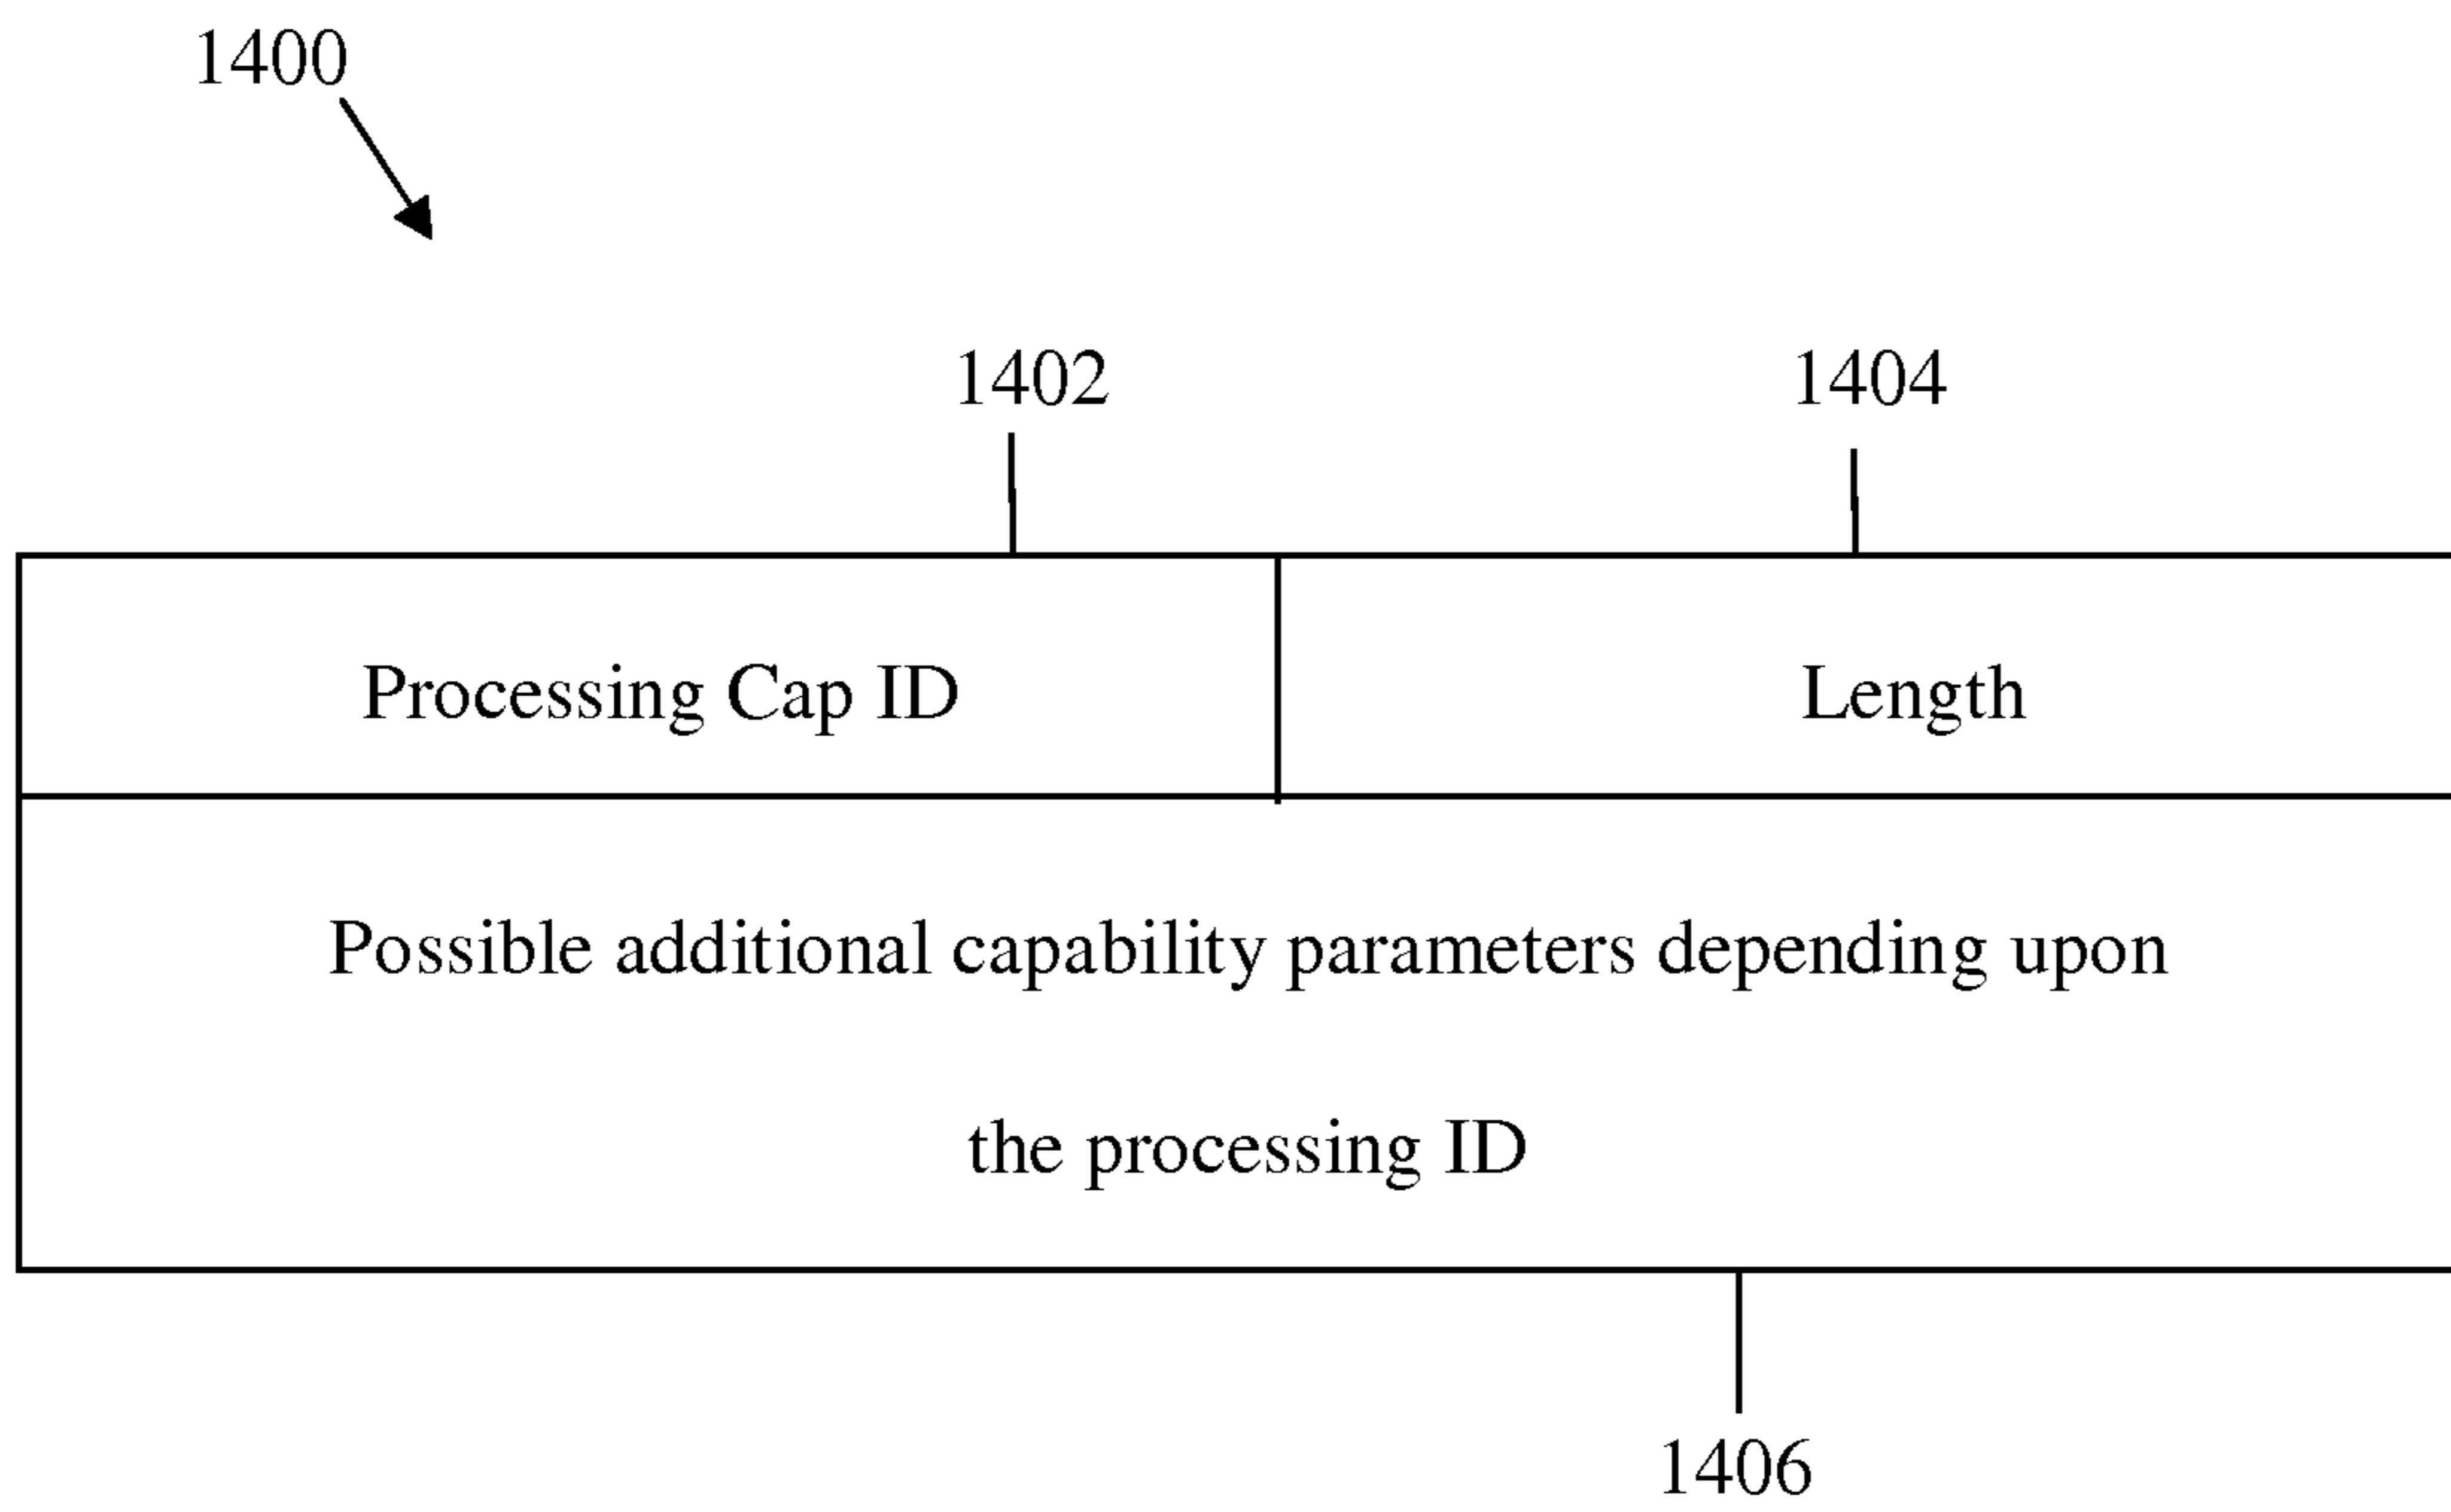 1400
1402
1404
Processing Cap ID
Length
Possible additional capability parameters depending upon
the processing ID
1406